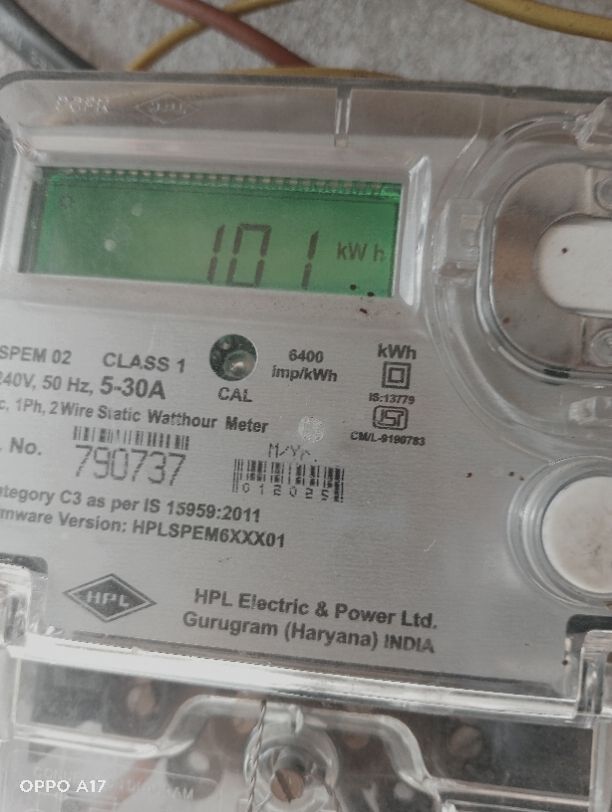 HPL
101 kWh
SPEM 02 CLASS 1 6400 imp/kWh kWh
240V, 50 Hz, 5-30A CAL IS:13779
c, 1Ph, 2 Wire Static Watthour Meter CM/L-9190783
. No. 790737 M/Yr. 012025
ategory C3 as per IS 15959:2011
mware Version: HPLSPEM6XXX01
HPL HPL Electric & Power Ltd.
Gurugram (Haryana) INDIA
OPPO A17